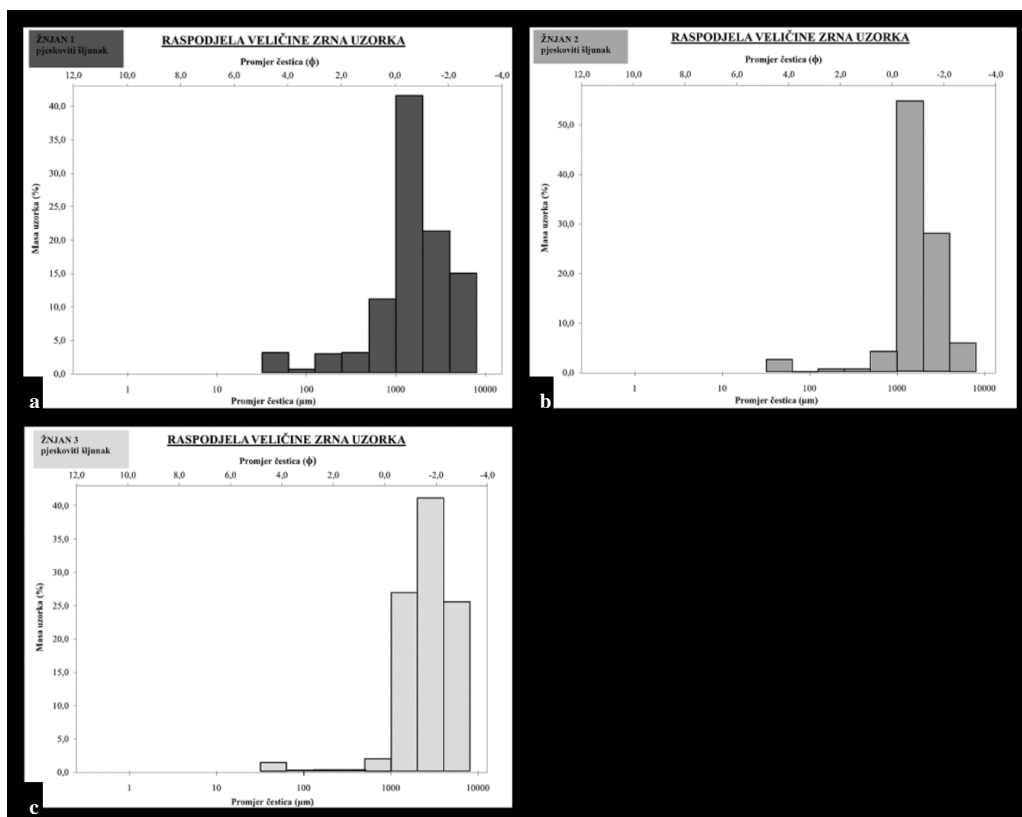 ŽNJAN 1
pjeskoviti šljunak
RASPODJELA VELIČINE ZRNA UZORKA
Promjer čestica (ϕ)
12,0 10,0 8,0 6,0 4,0 2,0 0,0 -2,0 -4,0
Masa uzorka (%)
40,0
35,0
30,0
25,0
20,0
15,0
10,0
5,0
0,0
1 10 100 1000 10000
Promjer čestica (µm)
a
ŽNJAN 2
pjeskoviti šljunak
RASPODJELA VELIČINE ZRNA UZORKA
Promjer čestica (ϕ)
12,0 10,0 8,0 6,0 4,0 2,0 0,0 -2,0 -4,0
Masa uzorka (%)
50,0
40,0
30,0
20,0
10,0
0,0
1 10 100 1000 10000
Promjer čestica (µm)
b
ŽNJAN 3
pjeskoviti šljunak
RASPODJELA VELIČINE ZRNA UZORKA
Promjer čestica (ϕ)
12,0 10,0 8,0 6,0 4,0 2,0 0,0 -2,0 -4,0
Masa uzorka (%)
40,0
35,0
30,0
25,0
20,0
15,0
10,0
5,0
0,0
1 10 100 1000 10000
Promjer čestica (µm)
c